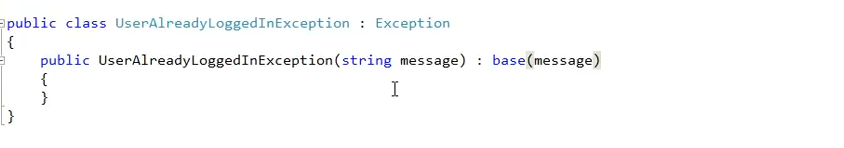 public class UserAlreadyLoggedInException : Exception
{
    public UserAlreadyLoggedInException(string message) : base(message)
    {
    }
}